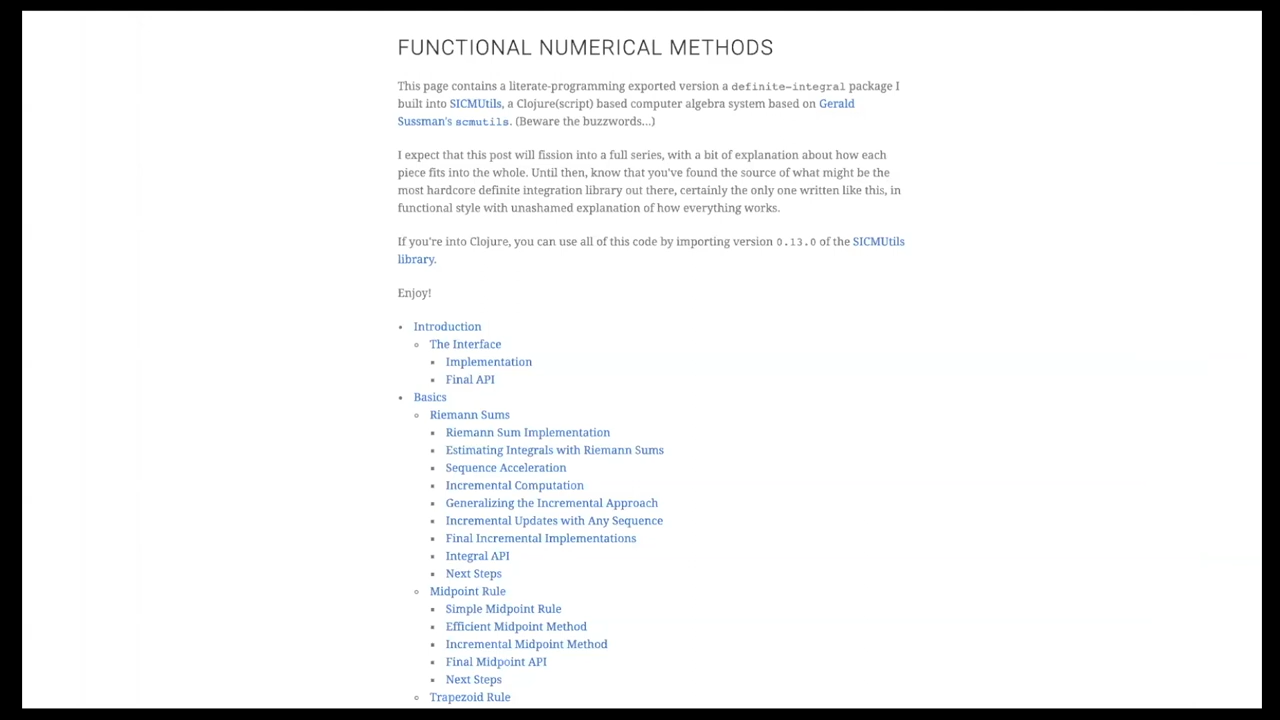 FUNCTIONAL NUMERICAL METHODS
This page contains a literate-programming exported version a definite-integral package I
built into SICMUtils, a Clojure(script) based computer algebra system based on Gerald
Sussman's scmutils. (Beware the buzzwords...)
I expect that this post will fission into a full series, with a bit of explanation about how each
piece fits into the whole. Until then, know that you've found the source of what might be the
most hardcore definite integration library out there, certainly the only one written like this, in
functional style with unashamed explanation of how everything works.
If you're into Clojure, you can use all of this code by importing version 0.13.0 of the SICMUtils
library.
Enjoy!
Introduction
The Interface
Implementation
Final API
Basics
Riemann Sums
Riemann Sum Implementation
Estimating Integrals with Riemann Sums
Sequence Acceleration
Incremental Computation
Generalizing the Incremental Approach
Incremental Updates with Any Sequence
Final Incremental Implementations
Integral API
Next Steps
Midpoint Rule
Simple Midpoint Rule
Efficient Midpoint Method
Incremental Midpoint Method
Final Midpoint API
Next Steps
Trapezoid Rule